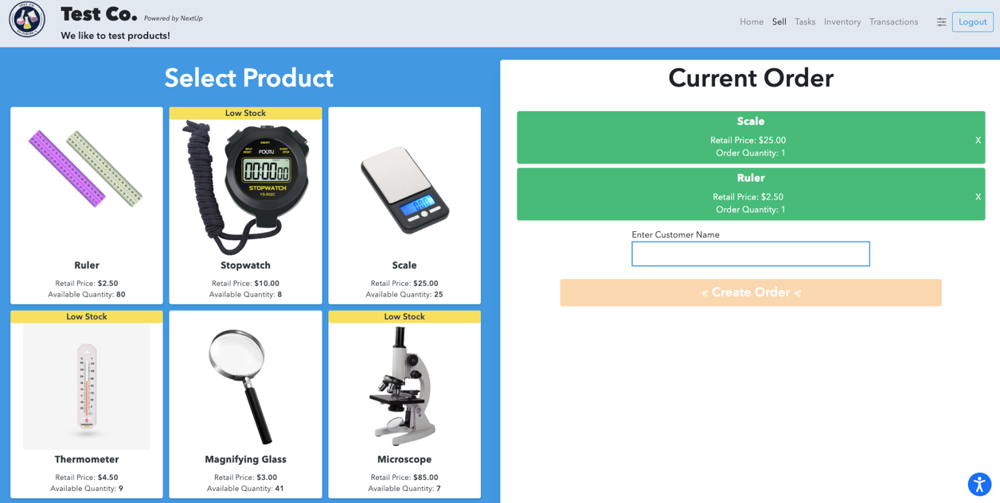 Test Co. Powered by NextUp
We like to test products!
Home Sell Tasks Inventory Transactions Logout
Select Product
Ruler
Retail Price: $2.50
Available Quantity: 80
Low Stock
FOOTU
STOPWATCH
Stopwatch
Retail Price: $10.00
Available Quantity: 8
Scale
Retail Price: $25.00
Available Quantity: 25
Low Stock
Thermometer
Retail Price: $4.50
Available Quantity: 9
Magnifying Glass
Retail Price: $3.00
Available Quantity: 41
Low Stock
Microscope
Retail Price: $85.00
Available Quantity: 7
Current Order
Scale
Retail Price: $25.00
Order Quantity: 1
X
Ruler
Retail Price: $2.50
Order Quantity: 1
X
Enter Customer Name
Create Order